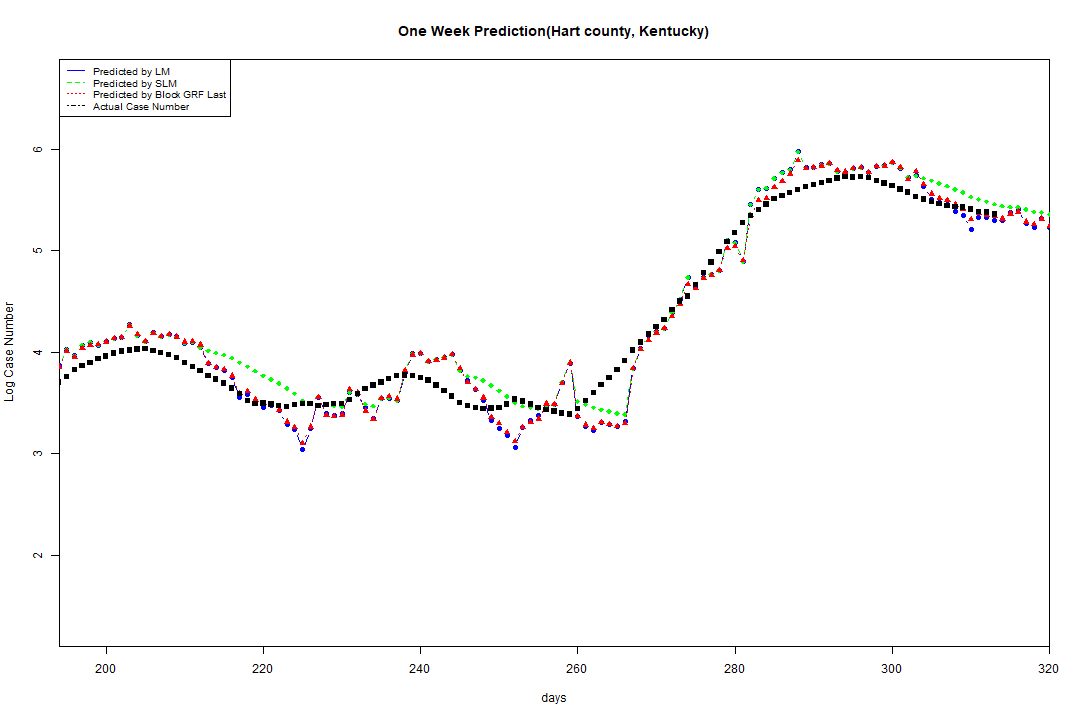 One Week Prediction(Hart county, Kentucky)
Predicted by LM
Predicted by SLM
Predicted by Block GRF Last
Actual Case Number
6
5
4
3
2
Log Case Number
200
220
240
260
280
300
320
days